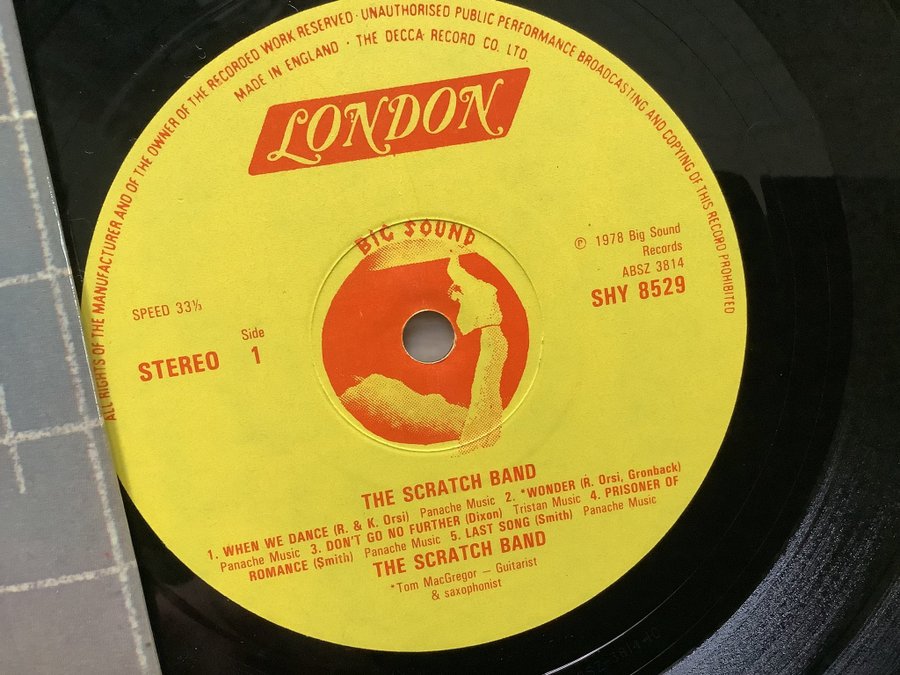 ALL RIGHTS OF THE MANUFACTURER AND OF THE OWNER OF THE RECORDED WORK RESERVED · UNAUTHORISED PUBLIC PERFORMANCE BROADCASTING AND COPYING OF THIS RECORD PROHIBITED
MADE IN ENGLAND · THE DECCA RECORD CO. LTD.
LONDON
BIG SOUND
℗ 1978 Big Sound
Records
ABSZ 3814
SHY 8529
SPEED 33⅓
Side
STEREO 1
THE SCRATCH BAND
1. WHEN WE DANCE (R. & K. Orsi) Panache Music 2. *WONDER (R. Orsi, Gronback)
Panache Music 3. DON'T GO NO FURTHER (Dixon) Tristan Music 4. PRISONER OF
ROMANCE (Smith) Panache Music 5. LAST SONG (Smith) Panache Music
THE SCRATCH BAND
*Tom MacGregor – Guitarist
& saxophonist